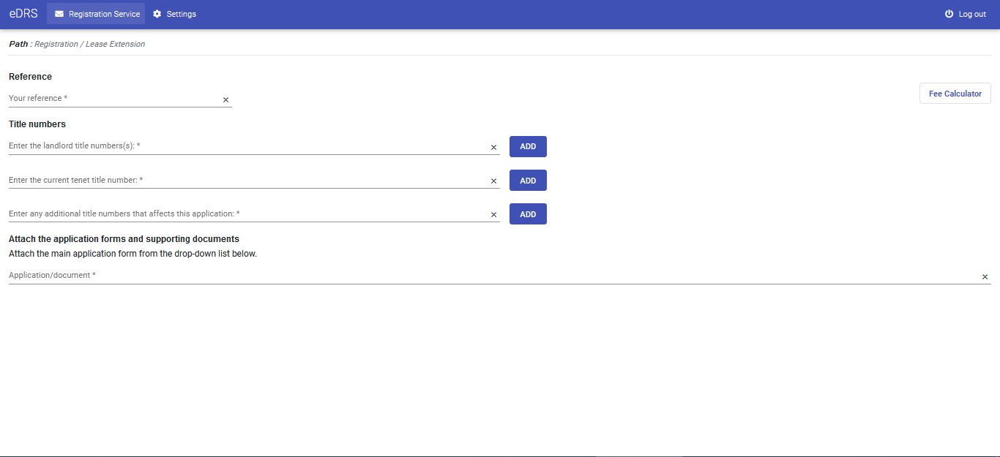 eDRS Registration Service Settings Log out
Path : Registration / Lease Extension
Reference
Your reference *
Fee Calculator
Title numbers
Enter the landlord title numbers(s): *
ADD
Enter the current tenet title number: *
ADD
Enter any additional title numbers that affects this application: *
ADD
Attach the application forms and supporting documents
Attach the main application form from the drop-down list below.
Application/document *